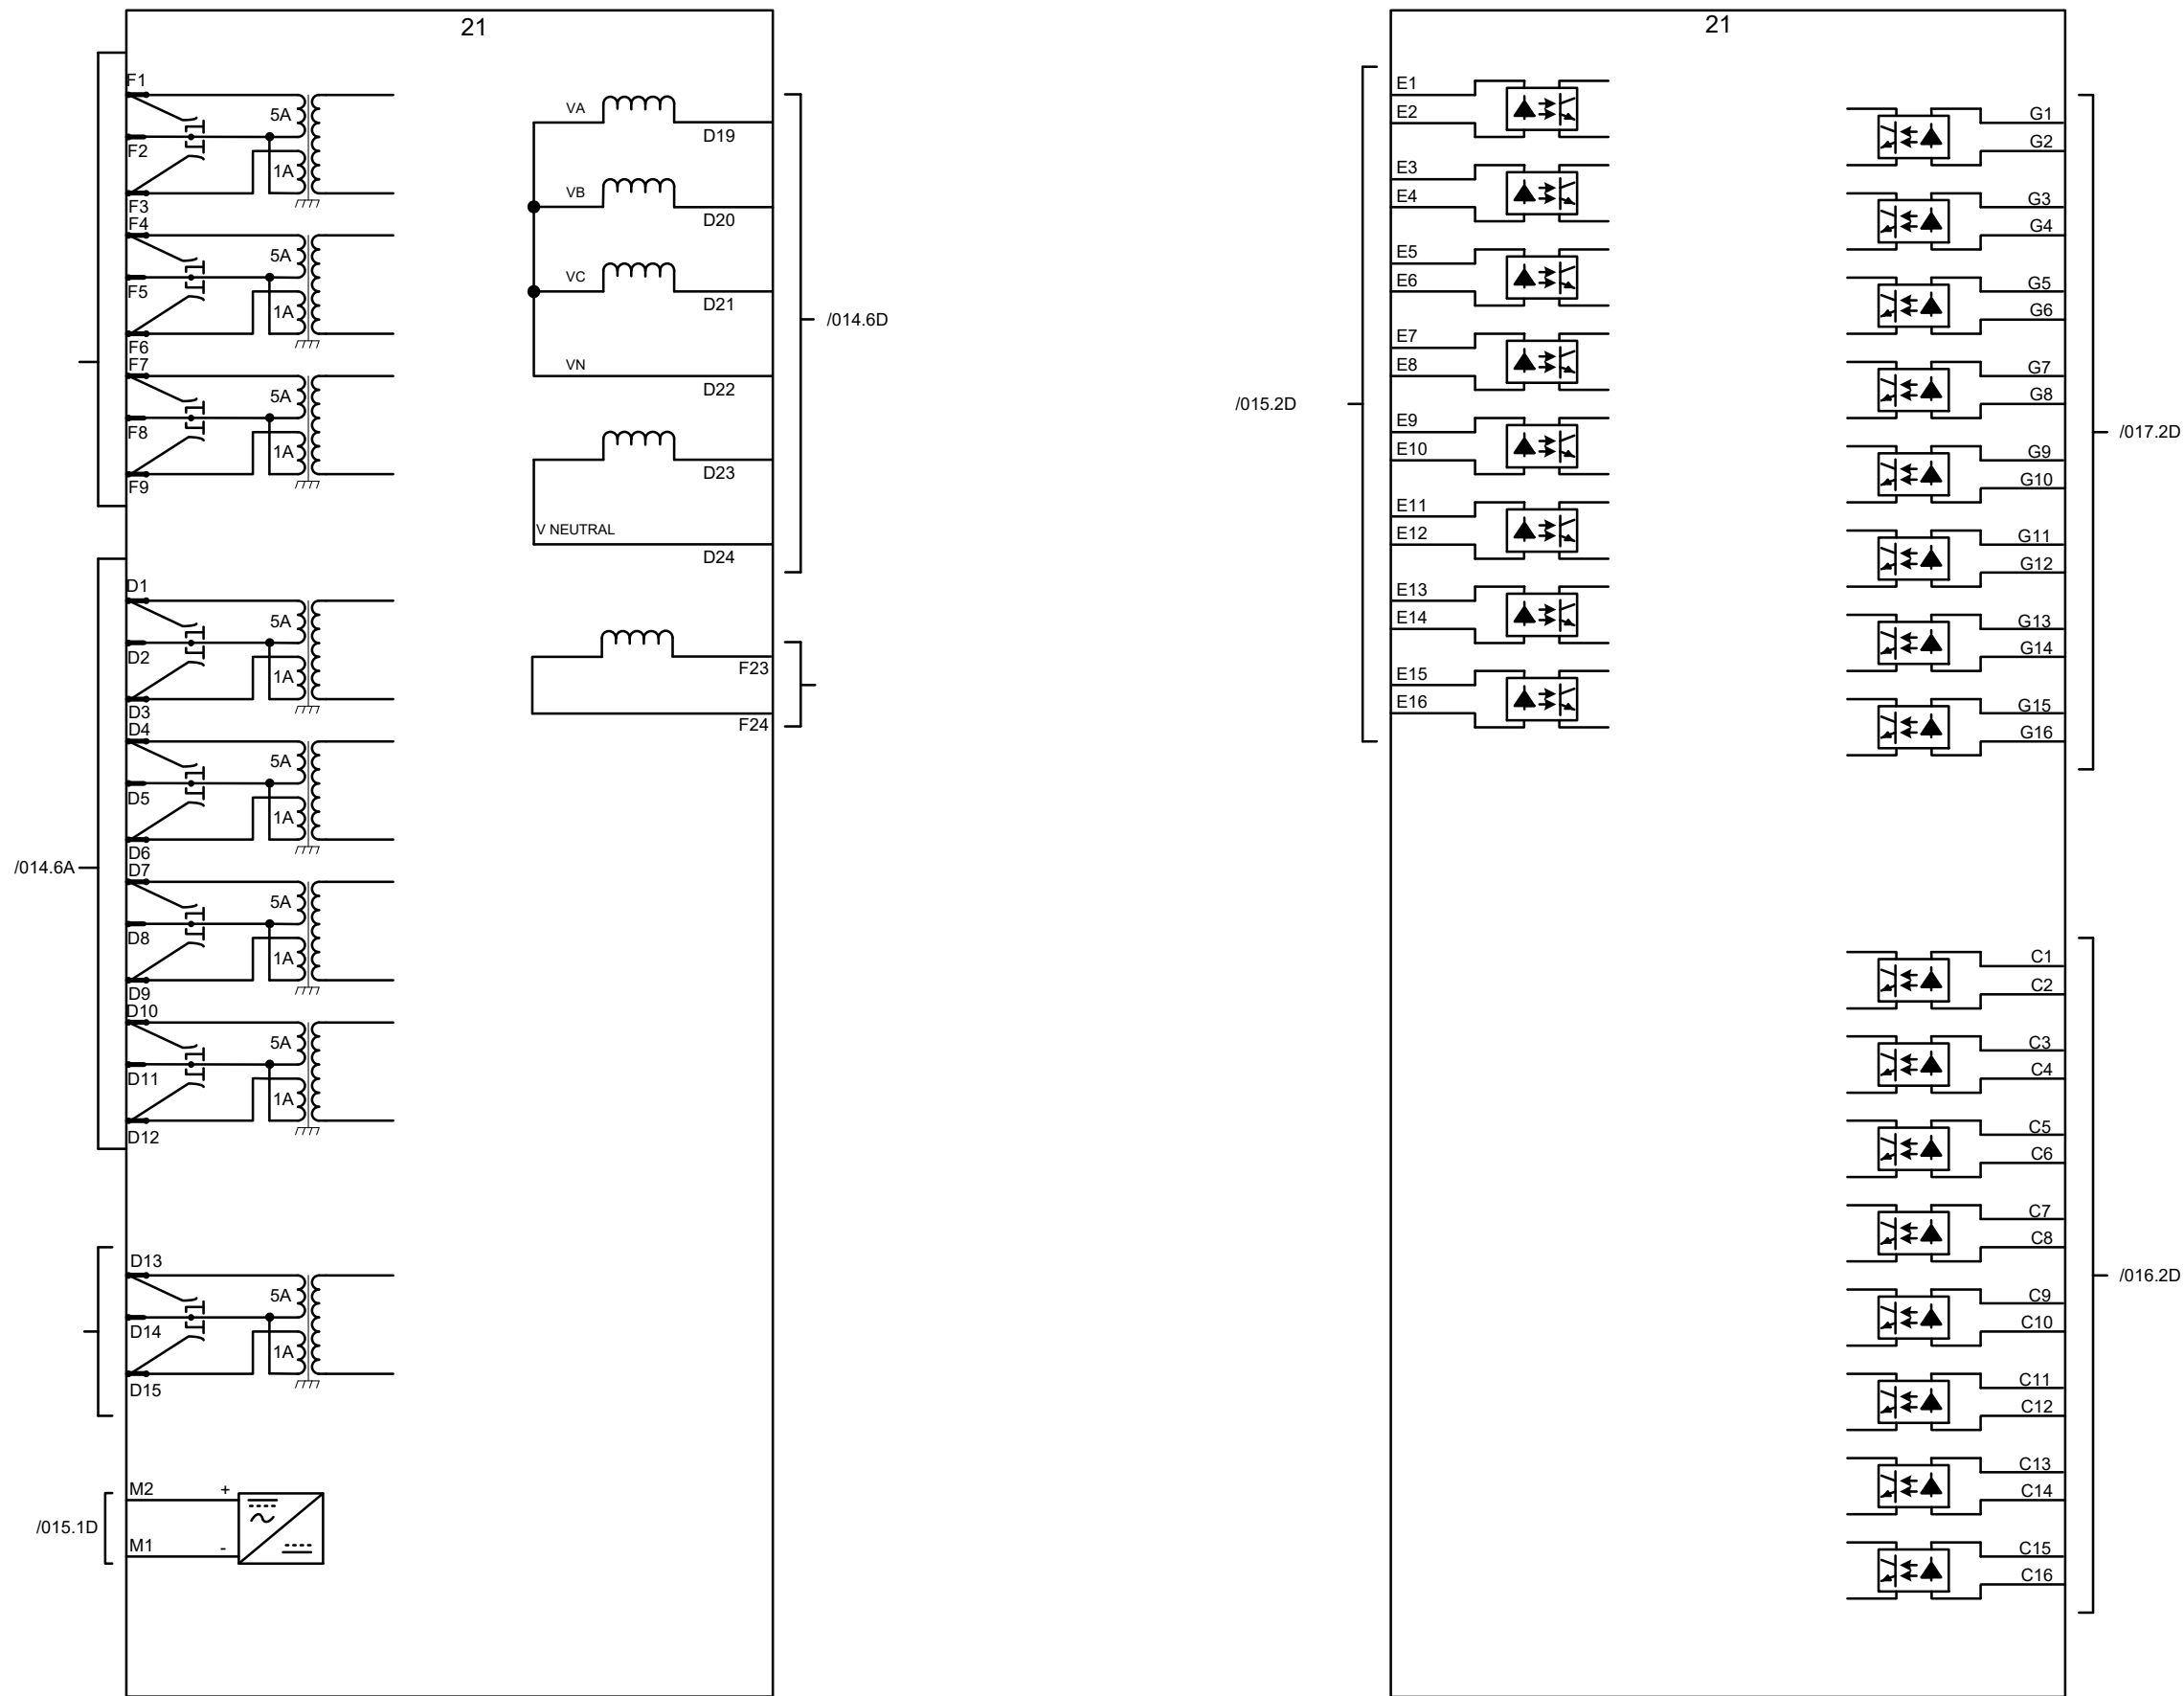 21
F1
5A
F2
1A
F3
F4
5A
F5
1A
F6
F7
5A
F8
1A
F9
D1
5A
D2
1A
D3
D4
5A
D5
1A
D6
/014.6A
D7
5A
D8
1A
D9
D10
5A
D11
1A
D12
D13
5A
D14
1A
D15
M2 +
/015.1D
M1 -
VA
D19
VB
D20
VC
D21
/014.6D
VN
D22
D23
V NEUTRAL
D24
F23
F24
21
E1
E2
E3
E4
E5
E6
E7
E8
/015.2D
E9
E10
E11
E12
E13
E14
E15
E16
G1
G2
G3
G4
G5
G6
G7
G8
/017.2D
G9
G10
G11
G12
G13
G14
G15
G16
C1
C2
C3
C4
C5
C6
C7
C8
/016.2D
C9
C10
C11
C12
C13
C14
C15
C16